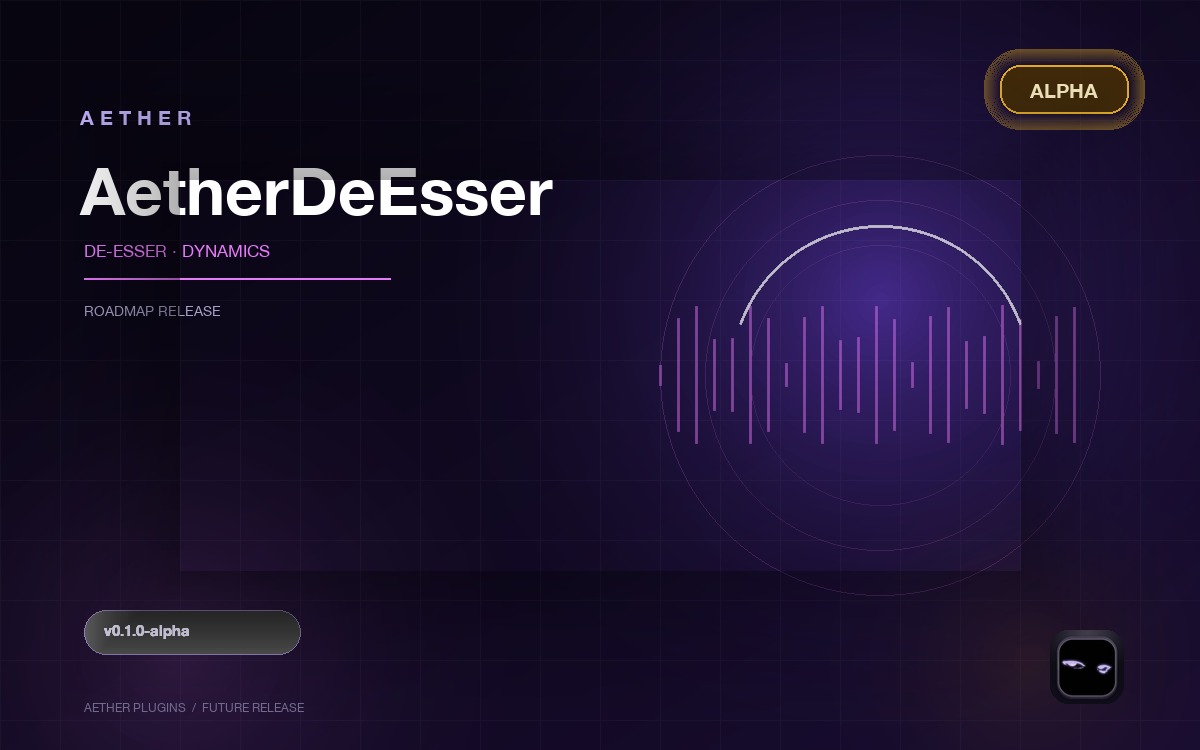 ALPHA
AETHER
AetherDeEsser
DE-ESSER · DYNAMICS
ROADMAP RELEASE
v0.1.0-alpha
AETHER PLUGINS / FUTURE RELEASE